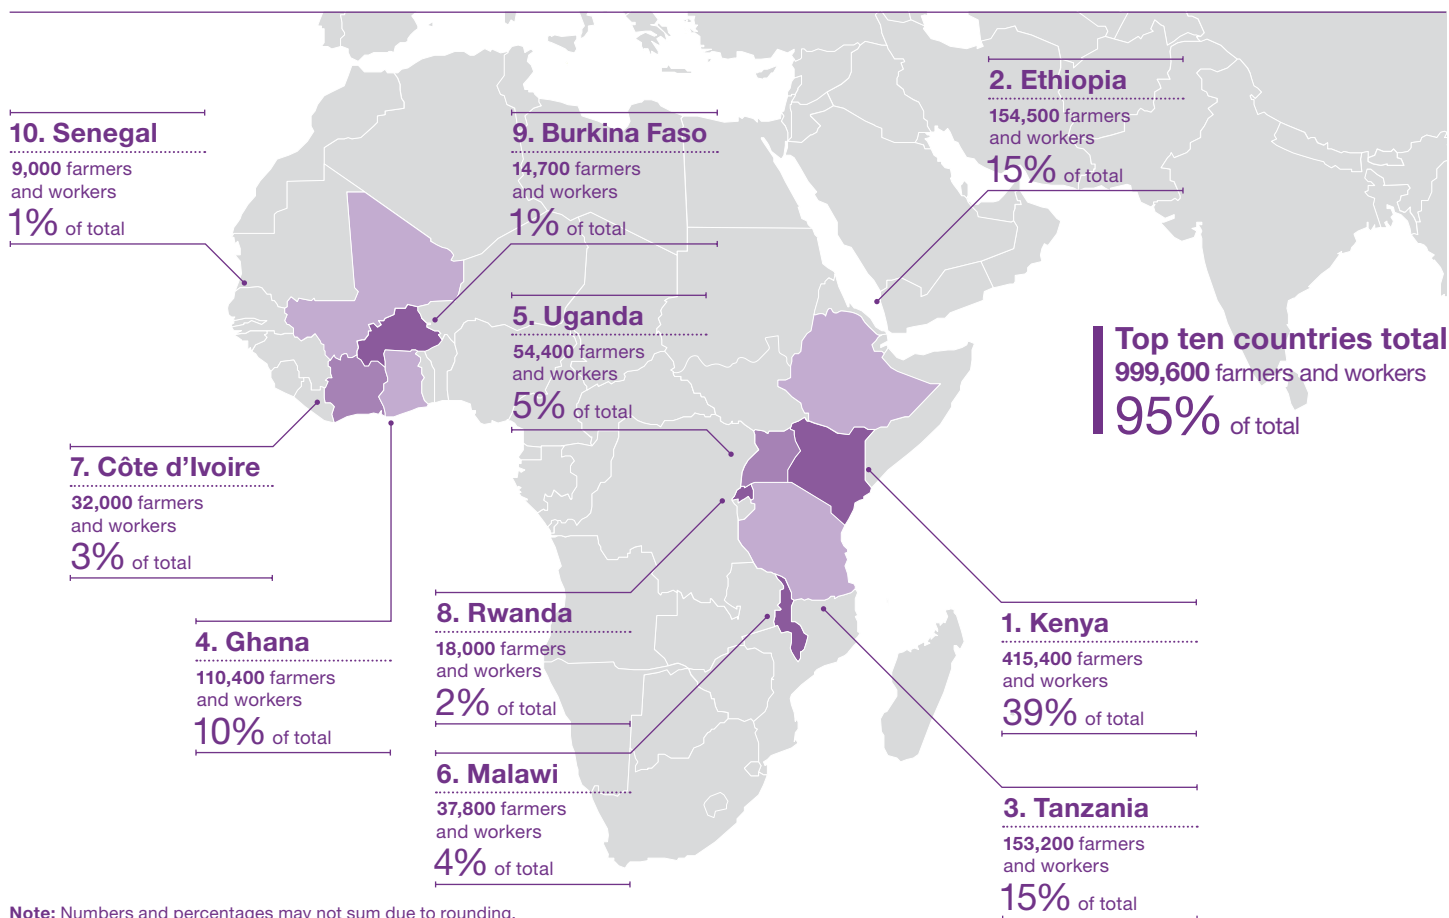 10. Senegal
9,000 farmers
and workers
1% of total
9. Burkina Faso
14,700 farmers
and workers
1% of total
2. Ethiopia
154,500 farmers
and workers
15% of total
5. Uganda
54,400 farmers
and workers
5% of total
Top ten countries total
999,600 farmers and workers
95% of total
7. Côte d’Ivoire
32,000 farmers
and workers
3% of total
4. Ghana
110,400 farmers
and workers
10% of total
8. Rwanda
18,000 farmers
and workers
2% of total
1. Kenya
415,400 farmers
and workers
39% of total
6. Malawi
37,800 farmers
and workers
4% of total
3. Tanzania
153,200 farmers
and workers
15% of total
Note: Numbers and percentages may not sum due to rounding.